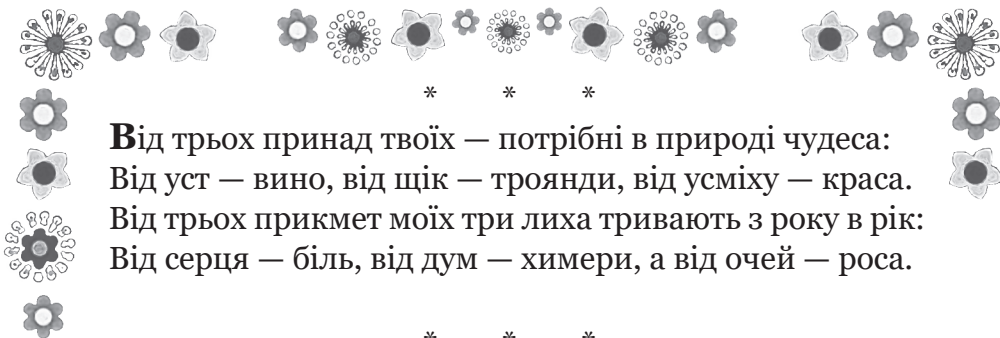 * * *
Від трьох принад твоїх — потрібні в природі чудеса:
Від уст — вино, від щік — троянди, від усміху — краса.
Від трьох прикмет моїх три лиха тривають з року в рік:
Від серця — біль, від дум — химери, а від очей — роса.
* * *